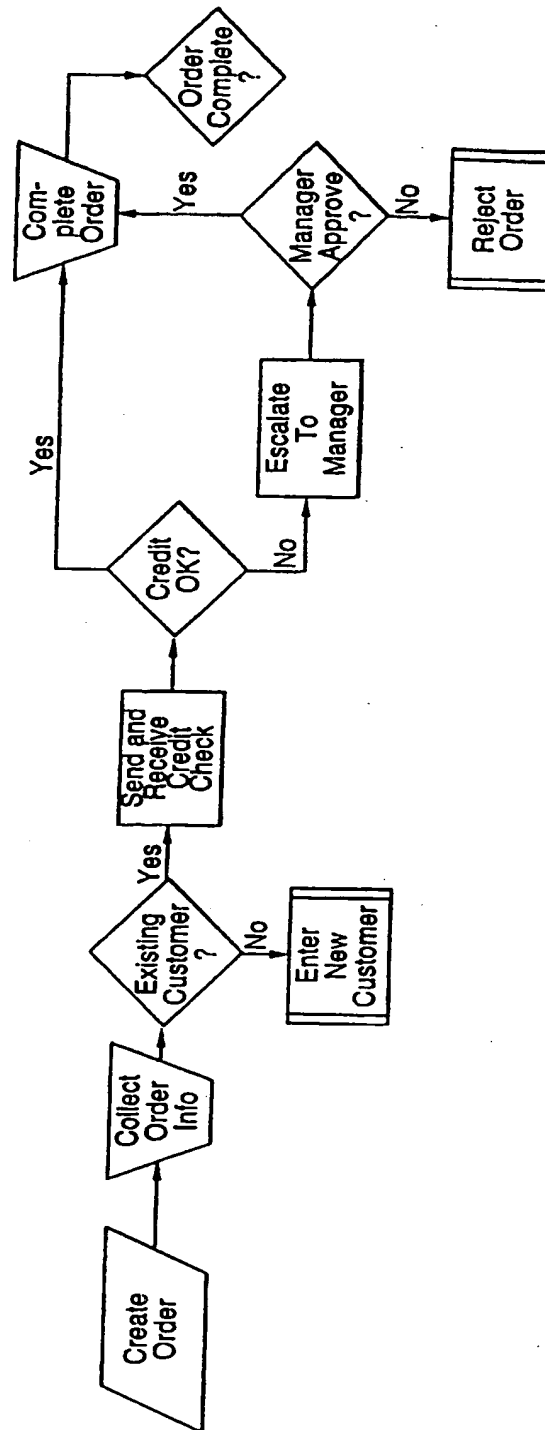 Create
Order
Collect
Order
Info
Existing
Customer
?
Yes
No
Enter
New
Customer
Send and
Receive
Credit
Check
Credit
OK?
Yes
No
Escalate
To
Manager
Manager
Approve
?
Yes
No
Reject
Order
Com-
plete
Order
Order
Complete
?